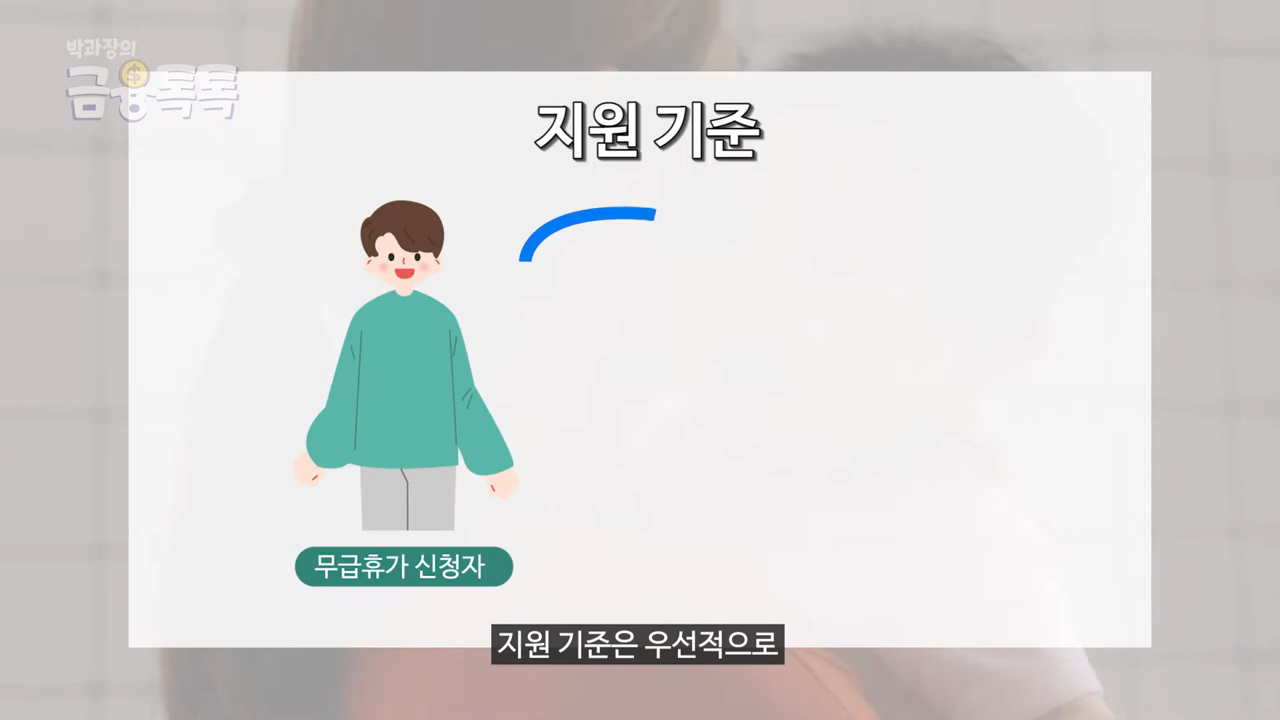 박과장의
금융톡톡
지원 기준
무급휴가 신청자
지원 기준은 우선적으로